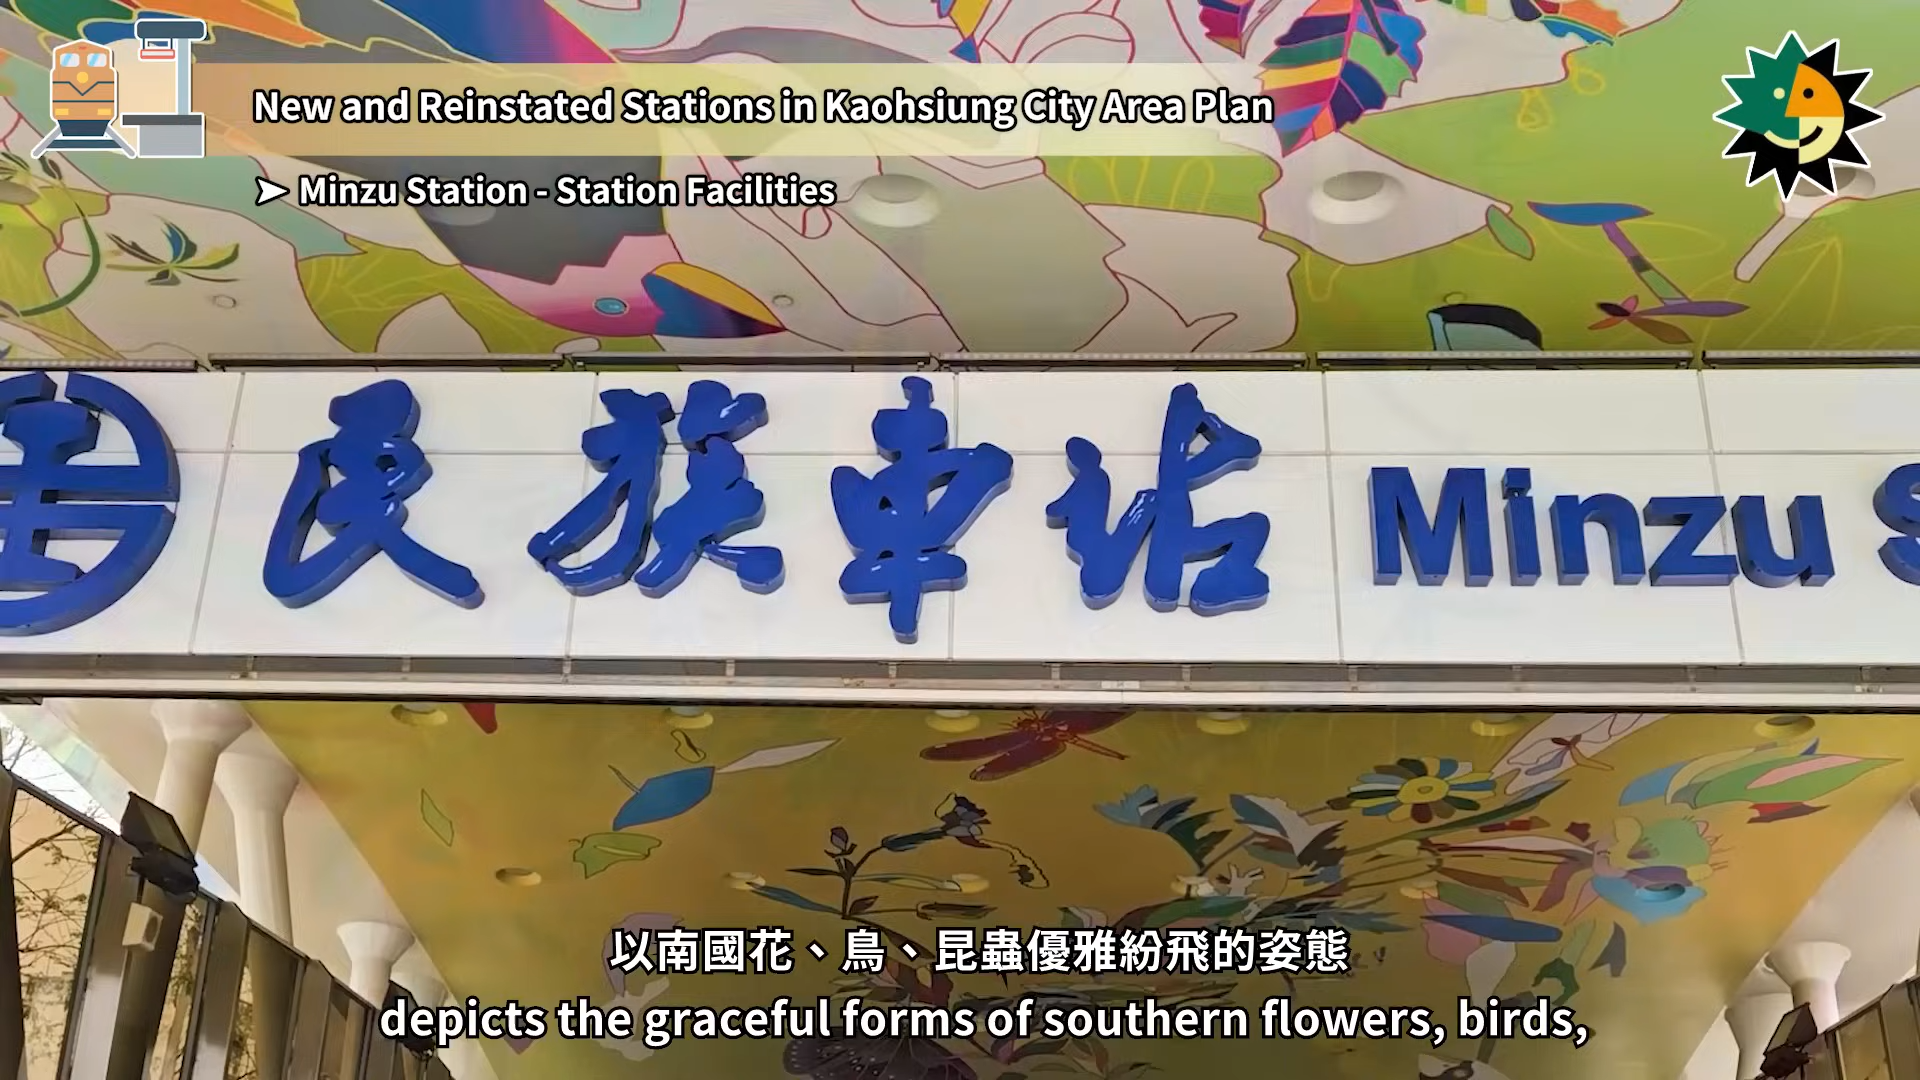 New and Reinstated Stations in Kaohsiung City Area Plan
➤ Minzu Station - Station Facilities
民族車站 Minzu S
以南國花、鳥、昆蟲優雅紛飛的姿態
depicts the graceful forms of southern flowers, birds,